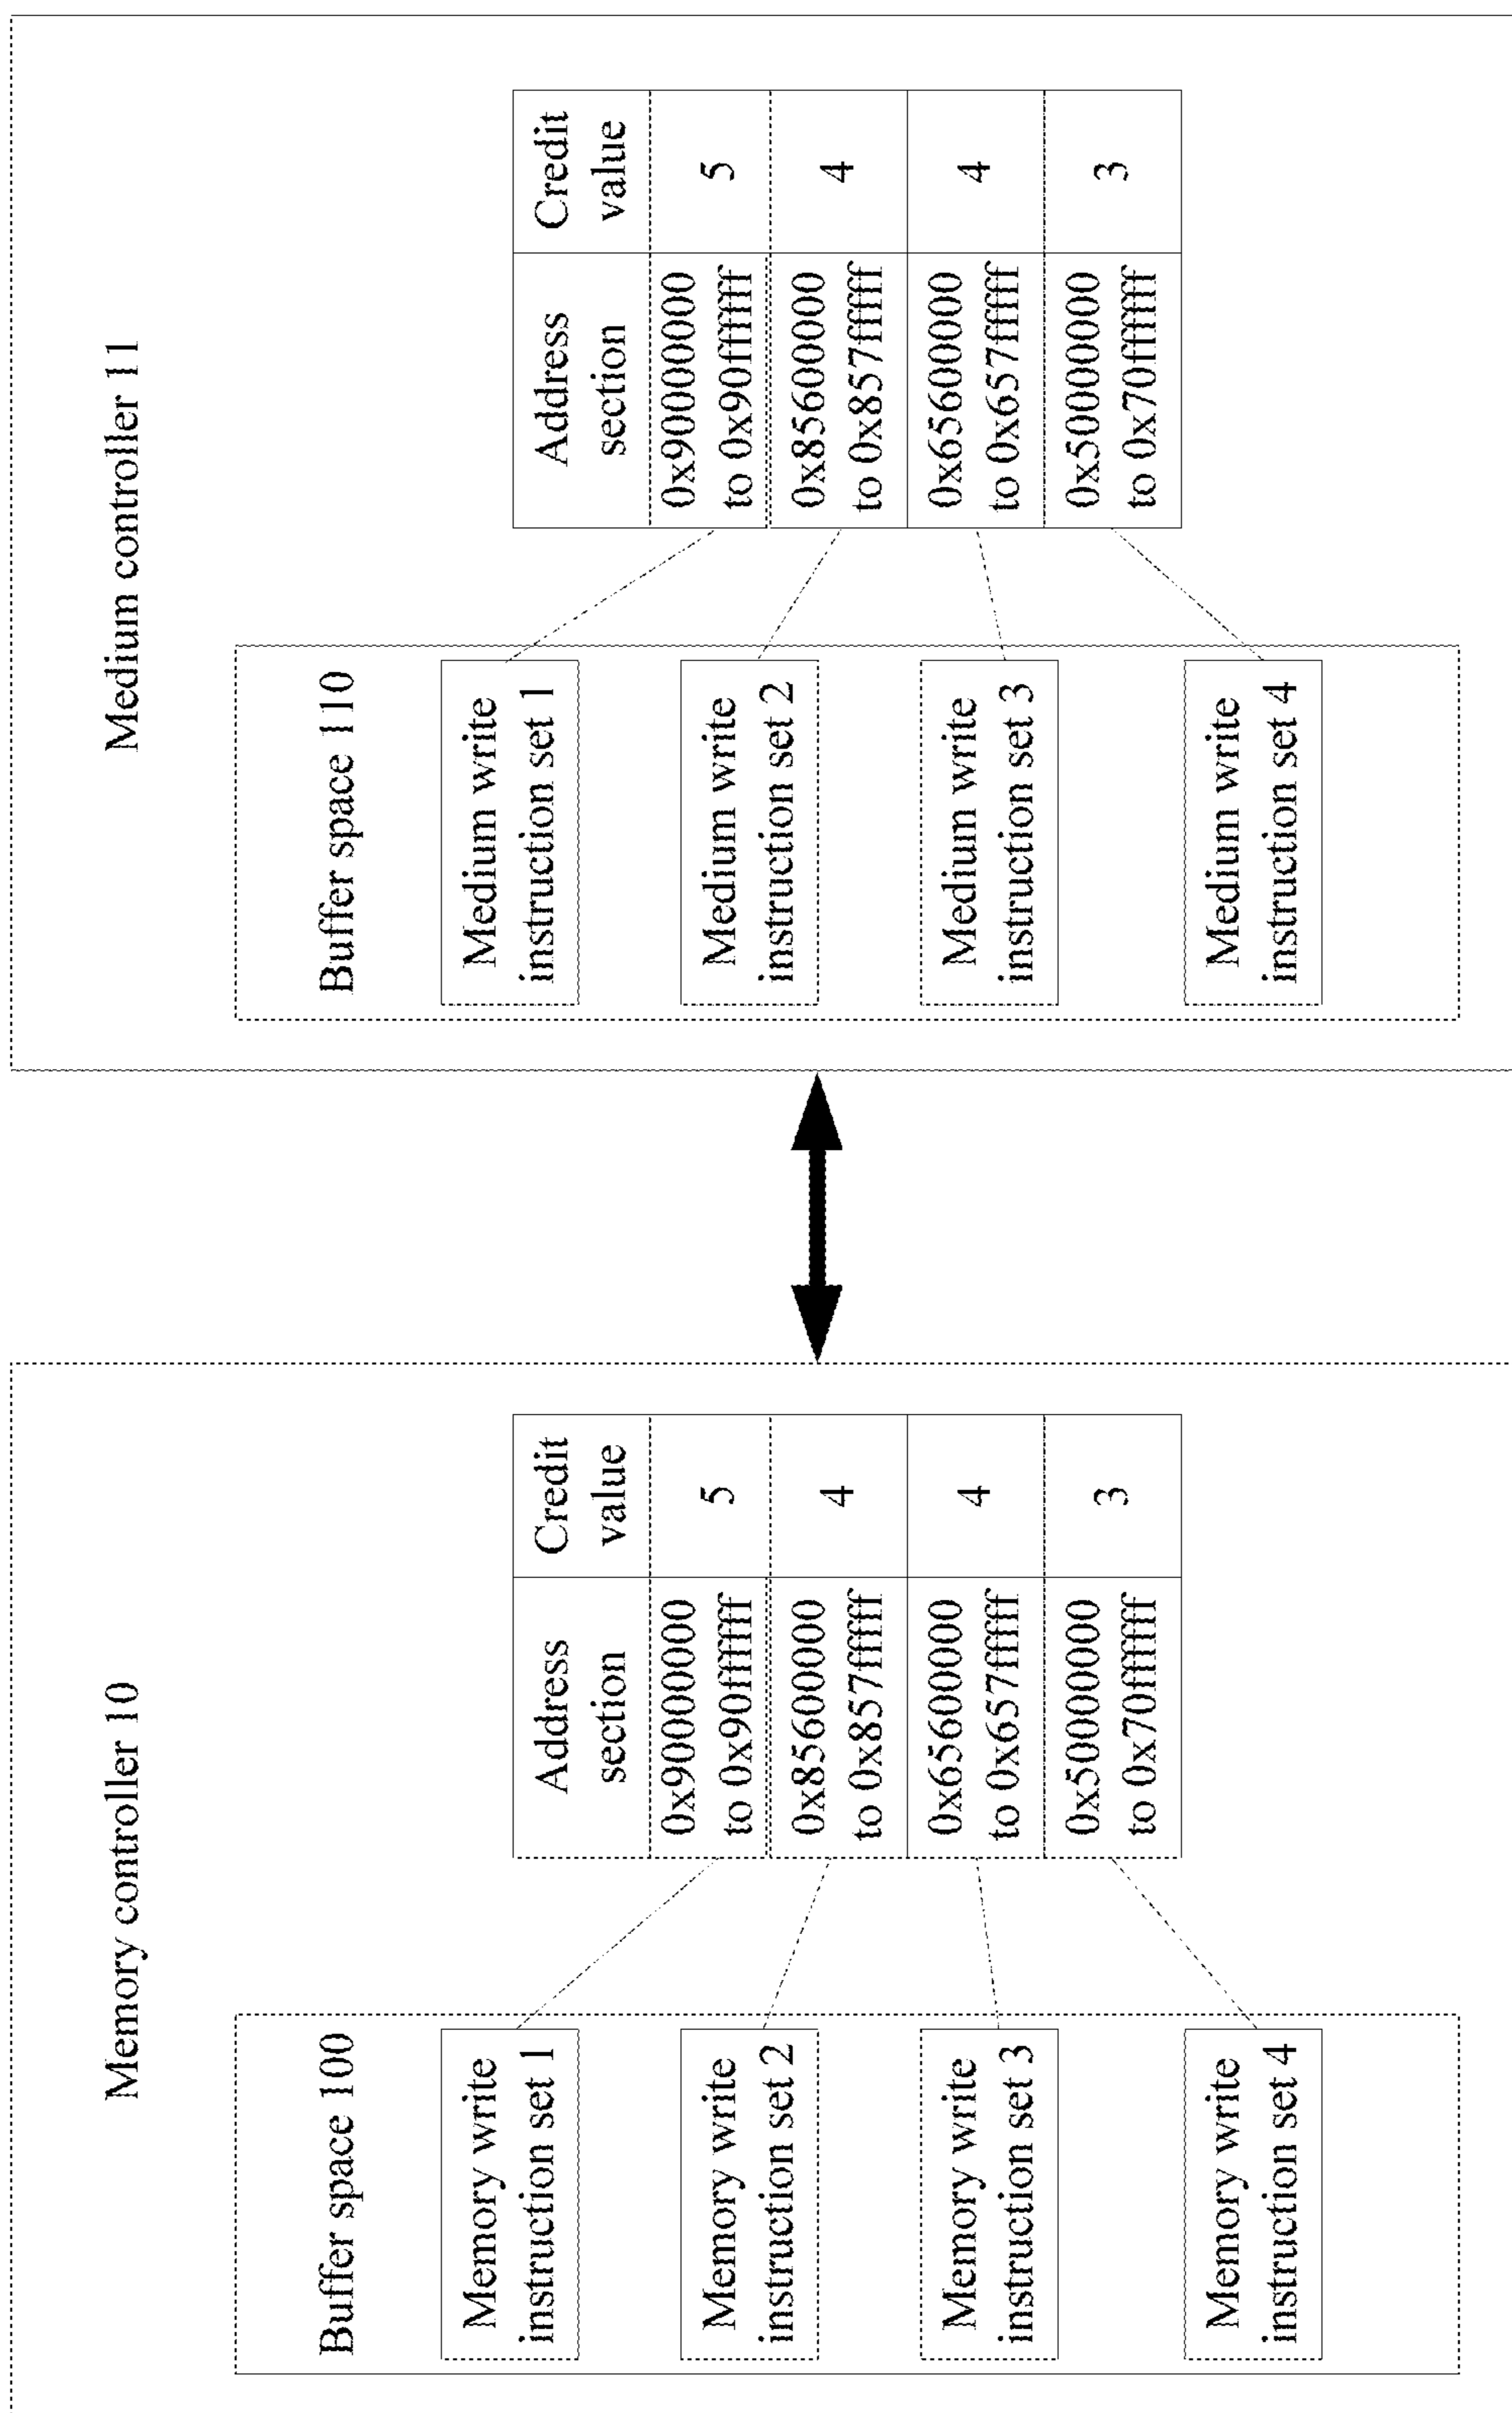 Memory controller 10
Buffer space 100
Memory write
instruction set 1
Memory write
instruction set 2
Memory write
instruction set 3
Memory write
instruction set 4
Address
section
Credit
value
0x90000000
to 0x90ffffff
5
0x85600000
to 0x857fffff
4
0x65600000
to 0x657fffff
4
0x50000000
to 0x70ffffff
3
Medium controller 11
Buffer space 110
Medium write
instruction set 1
Medium write
instruction set 2
Medium write
instruction set 3
Medium write
instruction set 4
Address
section
Credit
value
0x90000000
to 0x90ffffff
5
0x85600000
to 0x857fffff
4
0x65600000
to 0x657fffff
4
0x50000000
to 0x70ffffff
3